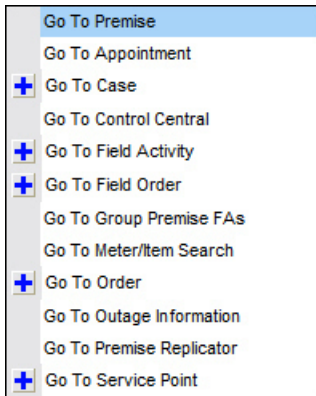 Go To Premise
Go To Appointment
Go To Case
Go To Control Central
Go To Field Activity
Go To Field Order
Go To Group Premise FAs
Go To Meter/Item Search
Go To Order
Go To Outage Information
Go To Premise Replicator
Go To Service Point